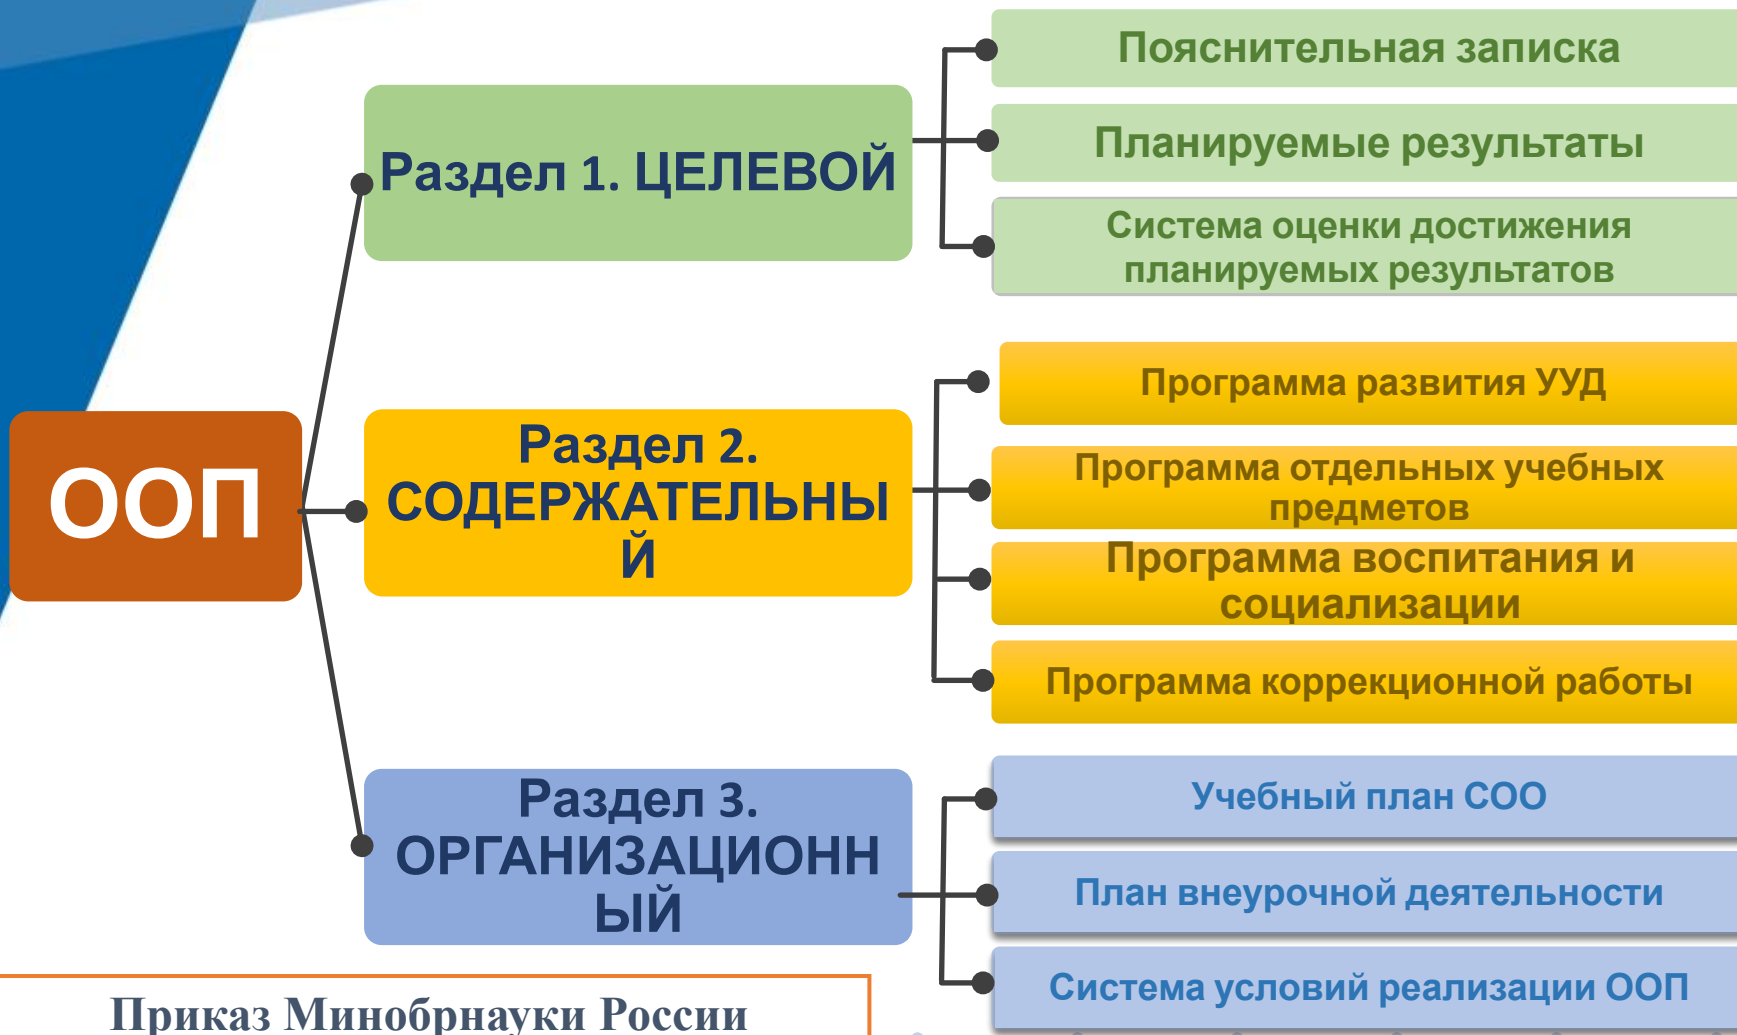 ООП
Раздел 1. ЦЕЛЕВОЙ
Пояснительная записка
Планируемые результаты
Система оценки достижения
планируемых результатов
Раздел 2.
СОДЕРЖАТЕЛЬНЫ
Й
Программа развития УУД
Программа отдельных учебных
предметов
Программа воспитания и
социализации
Программа коррекционной работы
Раздел 3.
ОРГАНИЗАЦИОНН
ЫЙ
Учебный план СОО
План внеурочной деятельности
Система условий реализации ООП
Приказ Минобрнауки России